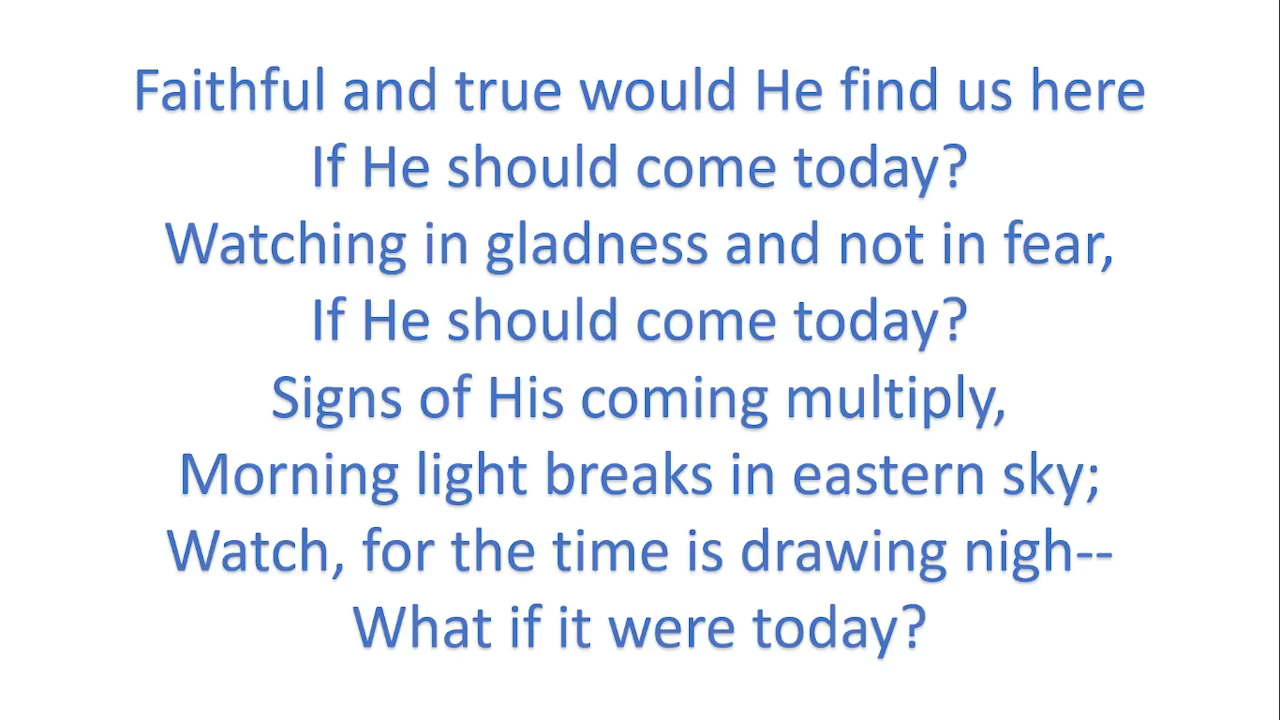 Faithful and true would He find us here
If He should come today?
Watching in gladness and not in fear,
If He should come today?
Signs of His coming multiply,
Morning light breaks in eastern sky;
Watch, for the time is drawing nigh--
What if it were today?